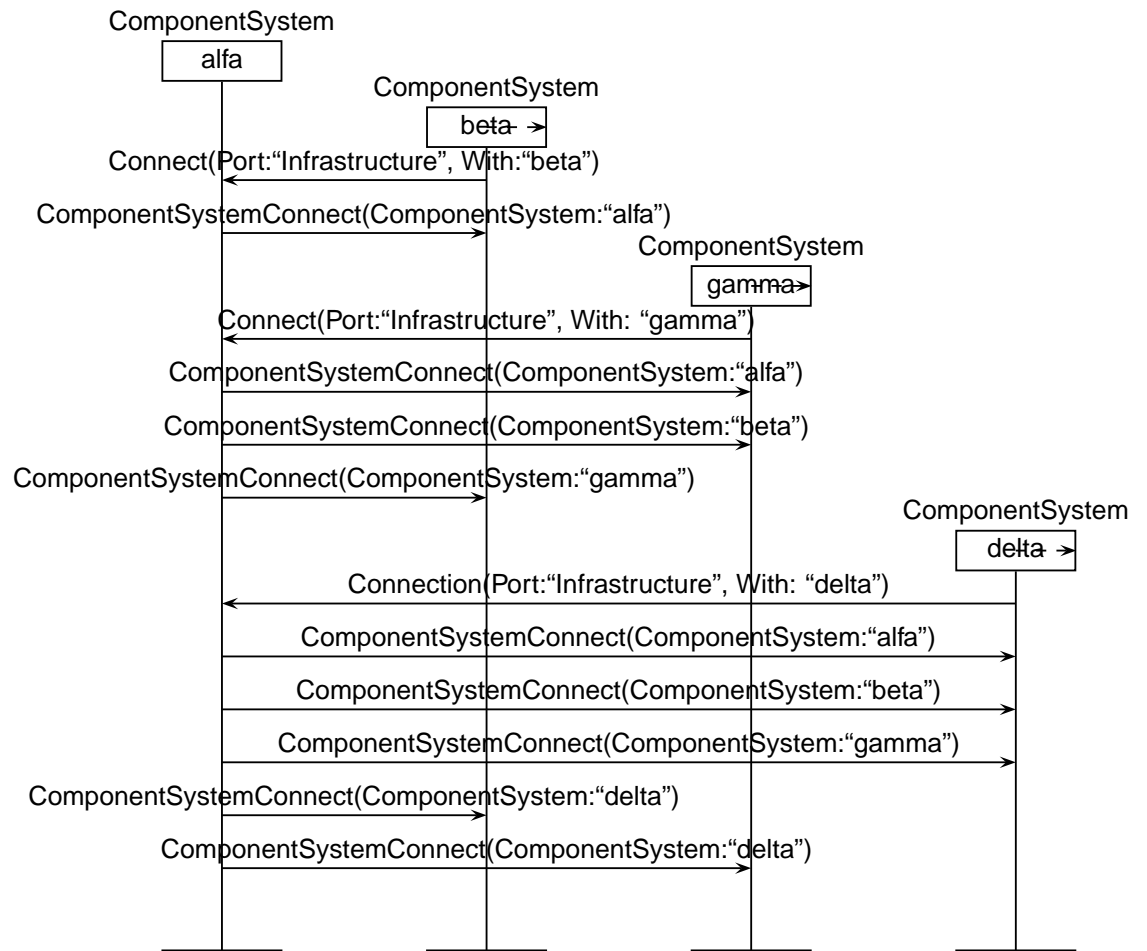 ComponentSystem
alfa
ComponentSystem
beta
Connect(Port:“Infrastructure”, With:“beta”)
ComponentSystemConnect(ComponentSystem:“alfa”)
ComponentSystem
gamma
Connect(Port:“Infrastructure”, With: “gamma”)
ComponentSystemConnect(ComponentSystem:“alfa”)
ComponentSystemConnect(ComponentSystem:“beta”)
ComponentSystemConnect(ComponentSystem:“gamma”)
ComponentSystem
delta
Connection(Port:“Infrastructure”, With: “delta”)
ComponentSystemConnect(ComponentSystem:“alfa”)
ComponentSystemConnect(ComponentSystem:“beta”)
ComponentSystemConnect(ComponentSystem:“gamma”)
ComponentSystemConnect(ComponentSystem:“delta”)
ComponentSystemConnect(ComponentSystem:“delta”)